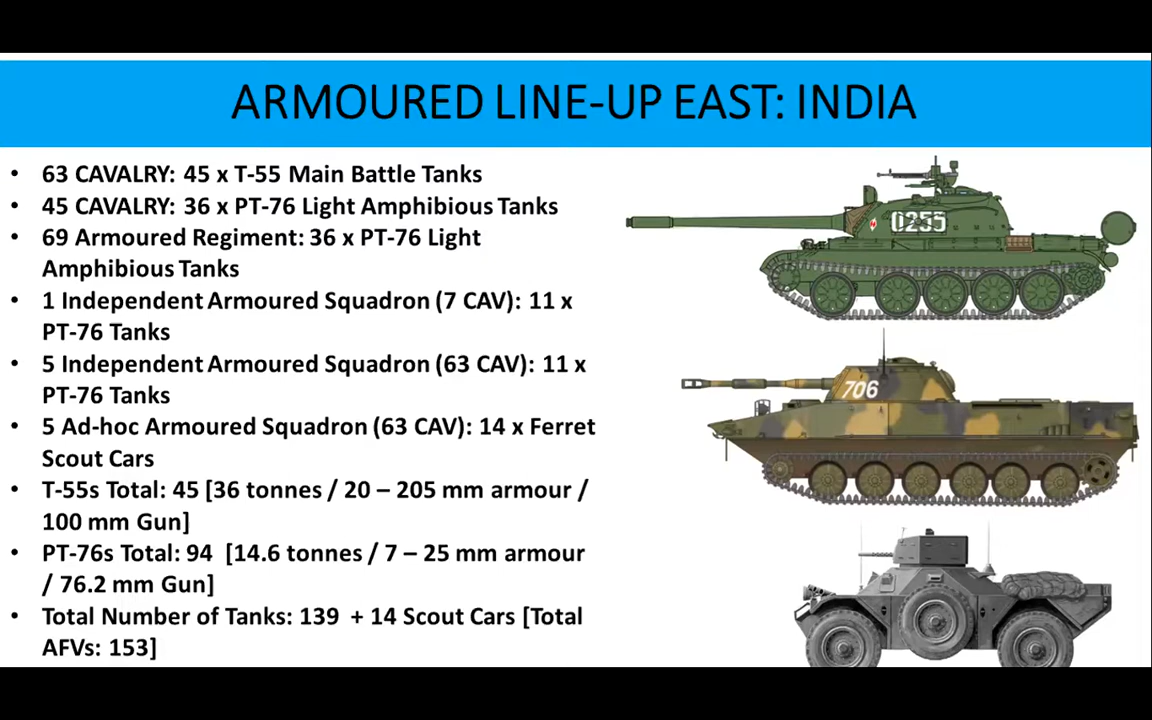 ARMOURED LINE-UP EAST: INDIA
• 63 CAVALRY: 45 x T-55 Main Battle Tanks
• 45 CAVALRY: 36 x PT-76 Light Amphibious Tanks
• 69 Armoured Regiment: 36 x PT-76 Light
Amphibious Tanks
• 1 Independent Armoured Squadron (7 CAV): 11 x
PT-76 Tanks
• 5 Independent Armoured Squadron (63 CAV): 11 x
PT-76 Tanks
• 5 Ad-hoc Armoured Squadron (63 CAV): 14 x Ferret
Scout Cars
• T-55s Total: 45 [36 tonnes / 20 – 205 mm armour /
100 mm Gun]
• PT-76s Total: 94 [14.6 tonnes / 7 – 25 mm armour
/ 76.2 mm Gun]
• Total Number of Tanks: 139 + 14 Scout Cars [Total
AFVs: 153]
0255
706